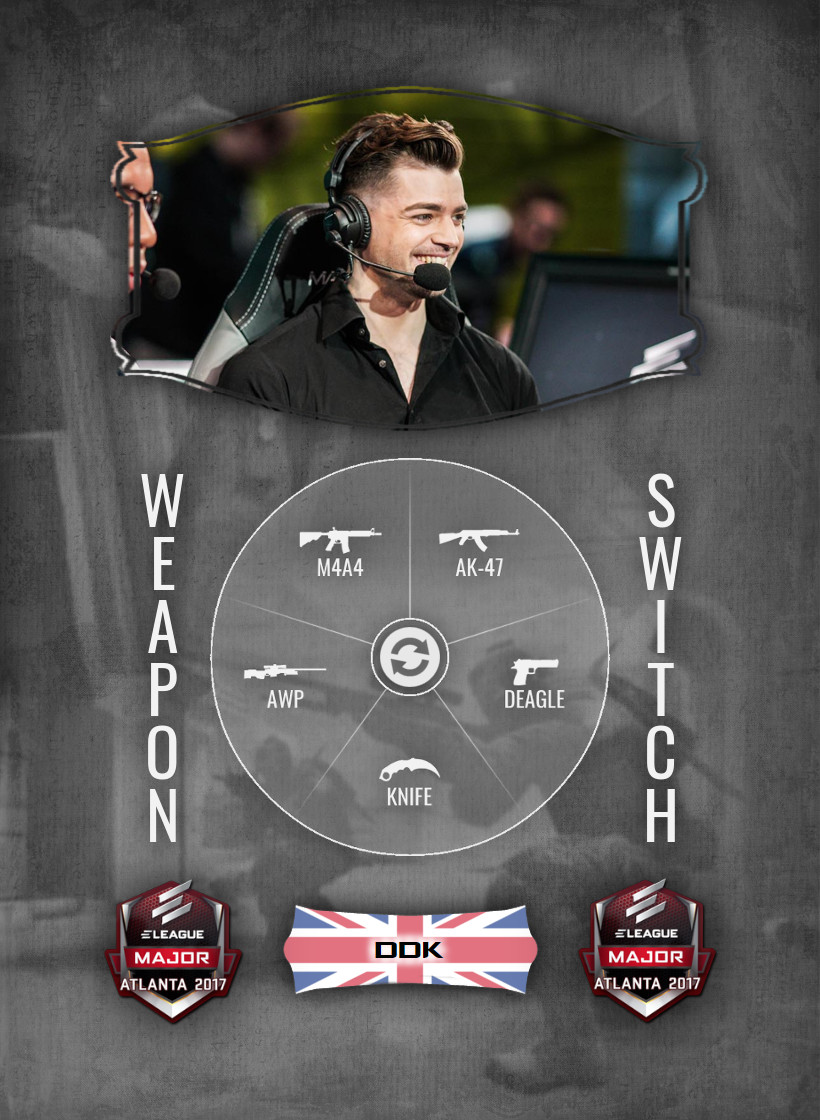 WEAPON
SWITCH
M4A4
AK-47
AWP
DEAGLE
KNIFE
ELEAGUE
MAJOR
ATLANTA 2017
DDK
ELEAGUE
MAJOR
ATLANTA 2017